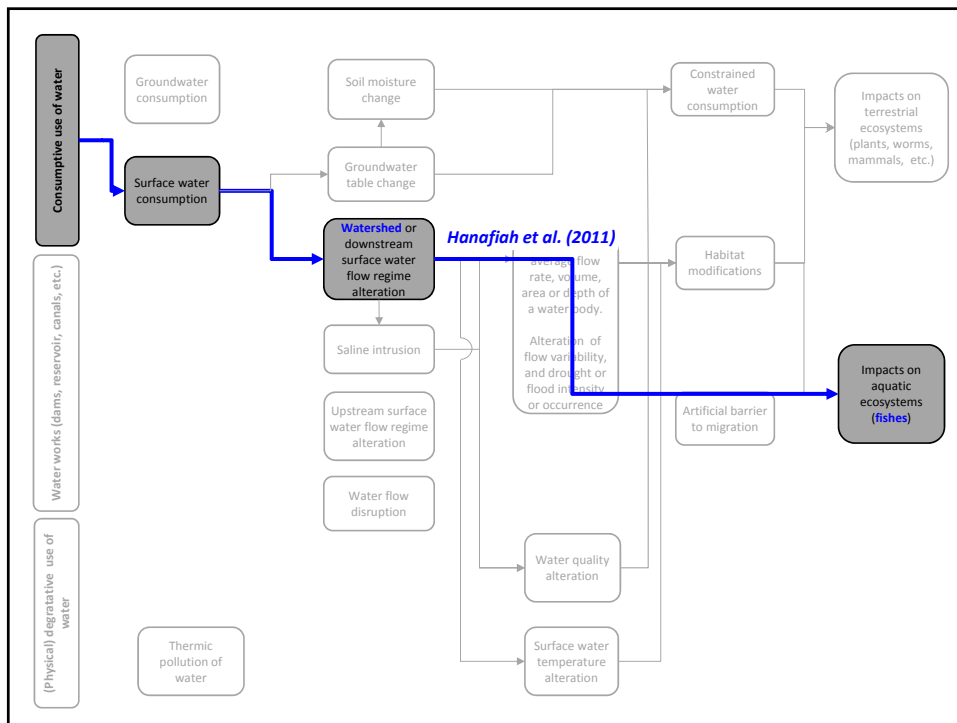 Consumptive use of water
Water works (dams, reservoir, canals, etc.)
(Physical) degratative use of
water
Groundwater
consumption
Surface water
consumption
Thermic
pollution of
water
Soil moisture
change
Groundwater
table change
Watershed or
downstream
surface water
flow regime
alteration
Saline intrusion
Upstream surface
water flow regime
alteration
Water flow
disruption
Hanafiah et al. (2011)
average flow
rate, volume,
area or depth of
a water body.
Alteration of
flow variability,
and drought or
flood intensity
or occurrence
Water quality
alteration
Surface water
temperature
alteration
Constrained
water
consumption
Habitat
modifications
Artificial barrier
to migration
Impacts on
terrestrial
ecosystems
(plants, worms,
mammals, etc.)
Impacts on
aquatic
ecosystems
(fishes)